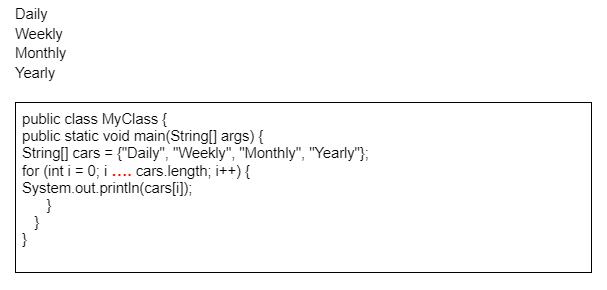 Daily
Weekly
Monthly
Yearly
public class MyClass {
public static void main(String[] args) {
String[] cars = {"Daily", "Weekly", "Monthly", "Yearly"};
for (int i = 0; i .... cars.length; i++) {
System.out.println(cars[i]);
}
}
}